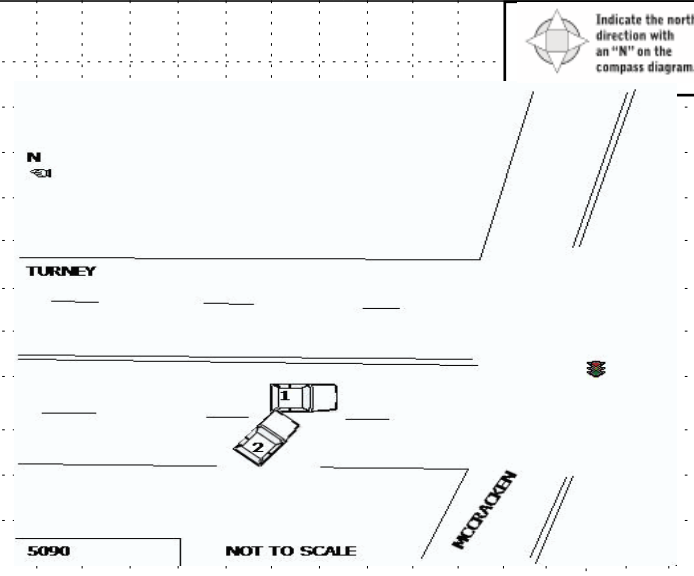 Indicate the north
direction with
an "N" on the
compass diagram.
N
TURNEY
1
2
MCCRACKEN
5090
NOT TO SCALE